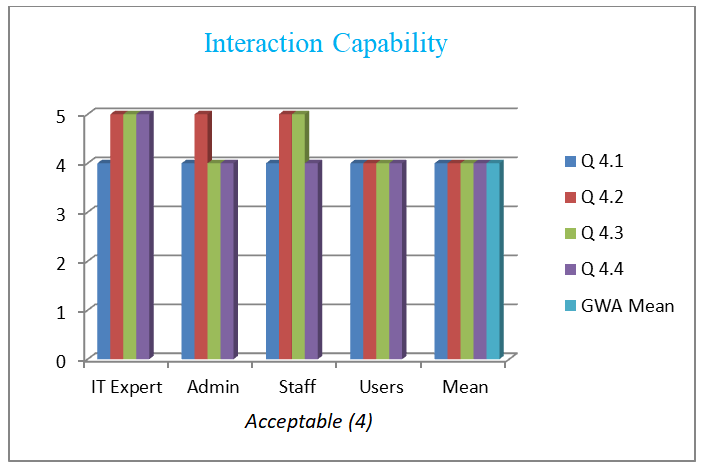 Interaction Capability
5
4
3
2
1
0
IT Expert Admin Staff Users Mean
Acceptable (4)
Q 4.1
Q 4.2
Q 4.3
Q 4.4
GWA Mean